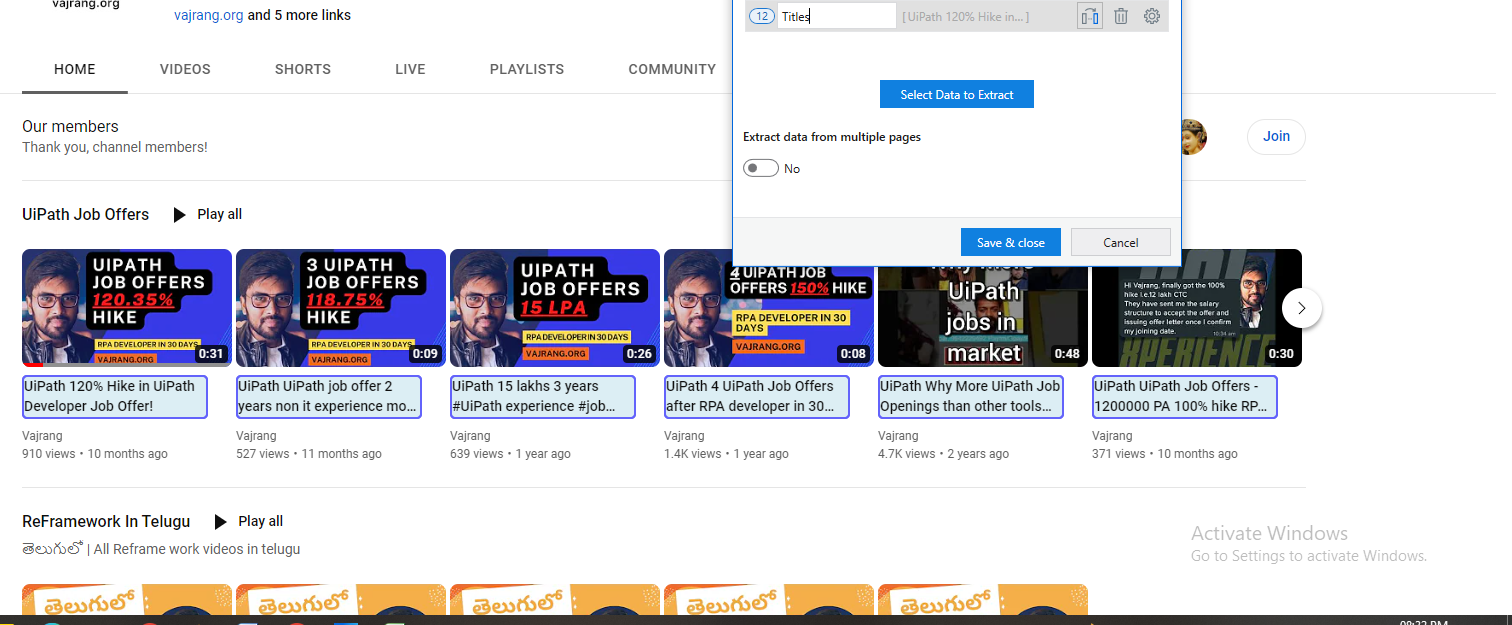 vajrang.org
vajrang.org and 5 more links
12 Titles [ UiPath 120% Hike in... ]
HOME VIDEOS SHORTS LIVE PLAYLISTS COMMUNITY
Select Data to Extract
Extract data from multiple pages
No
Save & close Cancel
Our members
Thank you, channel members!
Join
UiPath Job Offers Play all
UIPATH
JOB OFFERS
120.35%
HIKE
RPA DEVELOPER IN 30 DAYS
VAJRANG.ORG
0:31
3 UIPATH
JOB OFFERS
118.75%
HIKE
RPA DEVELOPER IN 30 DAYS
VAJRANG.ORG
0:09
UIPATH
JOB OFFERS
15 LPA
RPA DEVELOPER IN 30 DAYS
VAJRANG.ORG
0:26
4 UIPATH JOB
OFFERS 150% HIKE
RPA DEVELOPER IN 30
DAYS
VAJRANG.ORG
0:08
UiPath
jobs in
market
0:48
Hi Vajrang, finally got the 100%
hike i.e.12 lakh CTC
They have sent me the salary
structure to accept the offer and
issuing offer letter once I confirm
my joining date.
10:34 am
0:30
UiPath 120% Hike in UiPath
Developer Job Offer!
Vajrang
910 views • 10 months ago
UiPath UiPath job offer 2
years non it experience mo...
Vajrang
527 views • 11 months ago
UiPath 15 lakhs 3 years
#UiPath experience #job...
Vajrang
639 views • 1 year ago
UiPath 4 UiPath Job Offers
after RPA developer in 30...
Vajrang
1.4K views • 1 year ago
UiPath Why More UiPath Job
Openings than other tools...
Vajrang
4.7K views • 2 years ago
UiPath UiPath Job Offers -
1200000 PA 100% hike RP...
Vajrang
371 views • 10 months ago
ReFramework In Telugu Play all
తెలుగులో | All Reframe work videos in telugu
Activate Windows
Go to Settings to activate Windows.
తెలుగులో
తెలుగులో
తెలుగులో
తెలుగులో
తెలుగులో